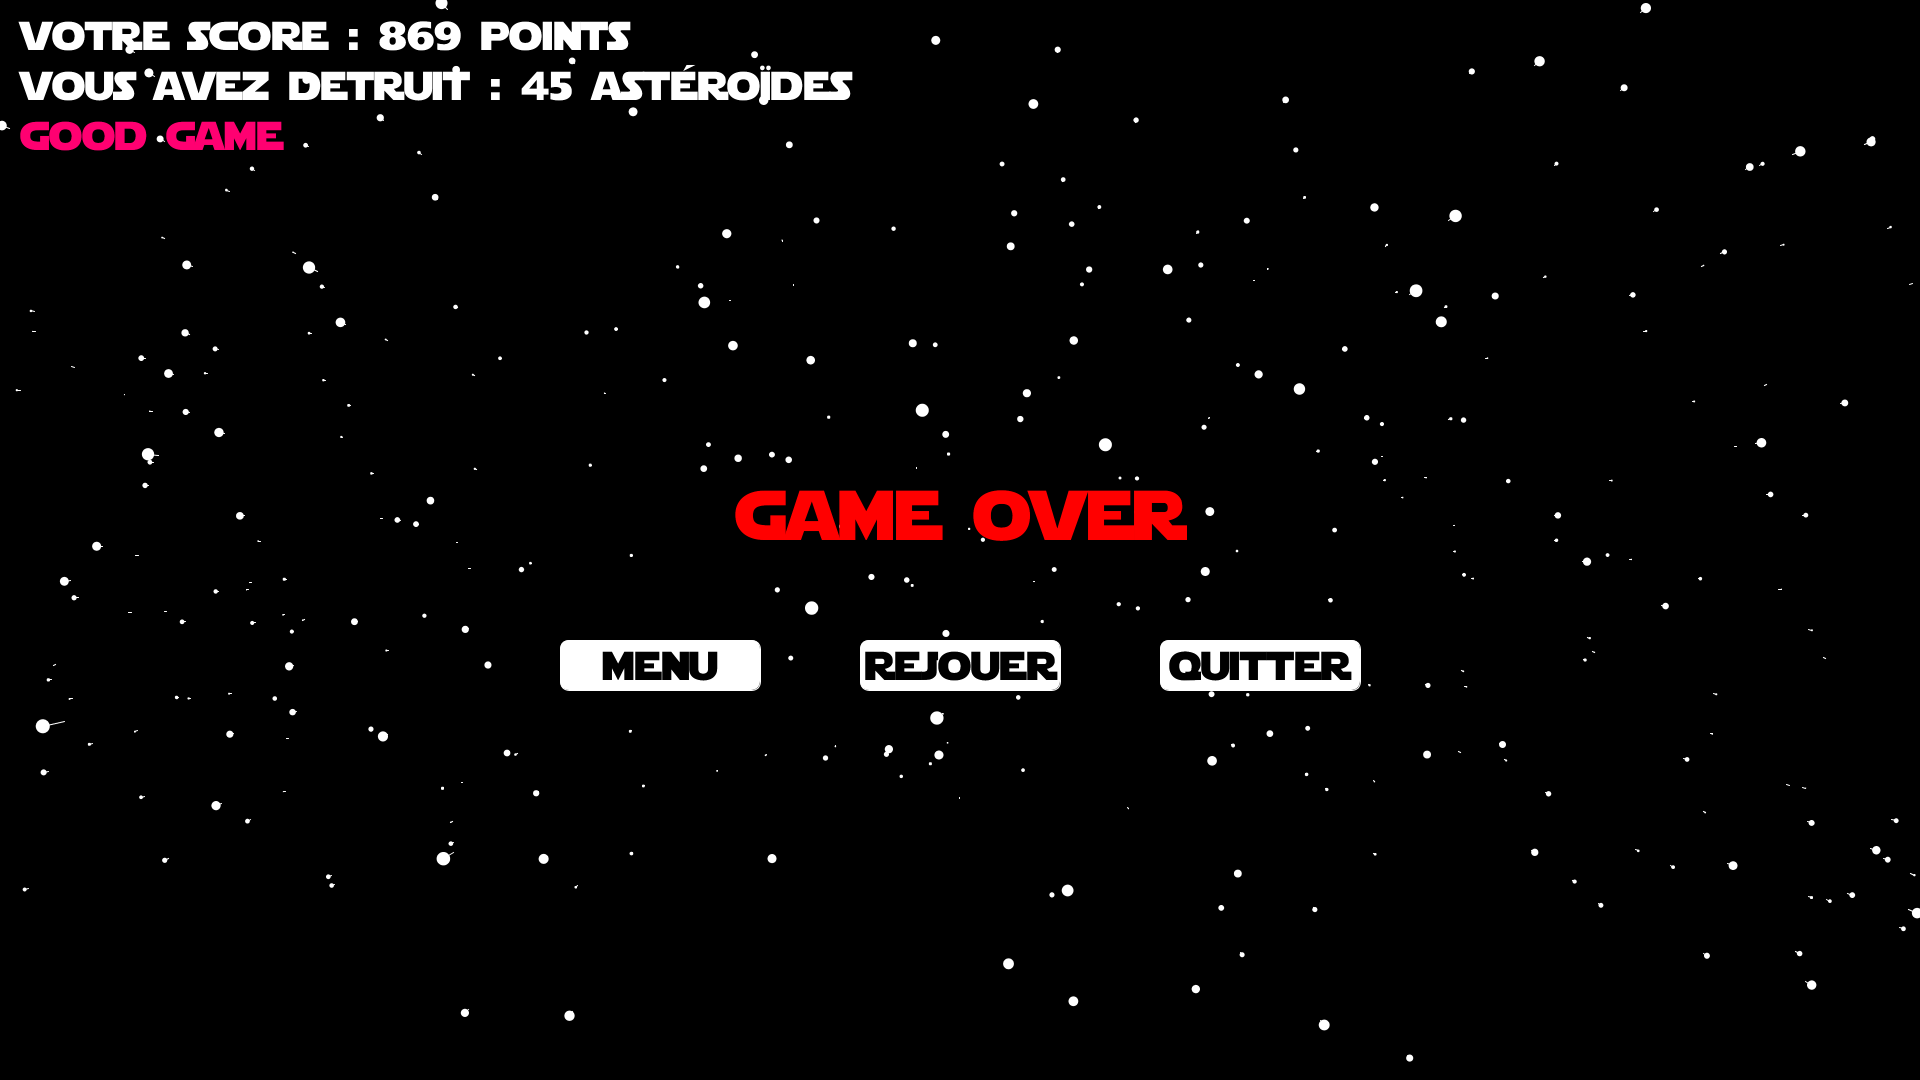 VOTRE SCORE : 869 POINTS
VOUS AVEZ DETRUIT : 45 ASTÉROÏDES
GOOD GAME
GAME OVER
MENU
REJOUER
QUITTER